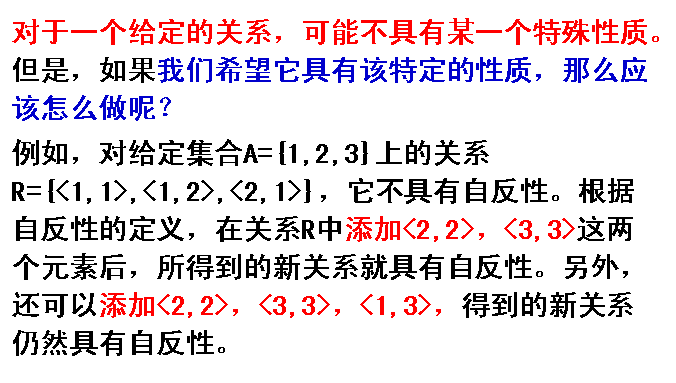 对于一个给定的关系，可能不具有某一个特殊性质。
但是，如果我们希望它具有该特定的性质，那么应
该怎么做呢？
例如，对给定集合A={1,2,3}上的关系
R={<1,1>,<1,2>,<2,1>}，它不具有自反性。根据
自反性的定义，在关系R中添加<2,2>，<3,3>这两
个元素后，所得到的新关系就具有自反性。另外，
还可以添加<2,2>，<3,3>，<1,3>，得到的新关系
仍然具有自反性。